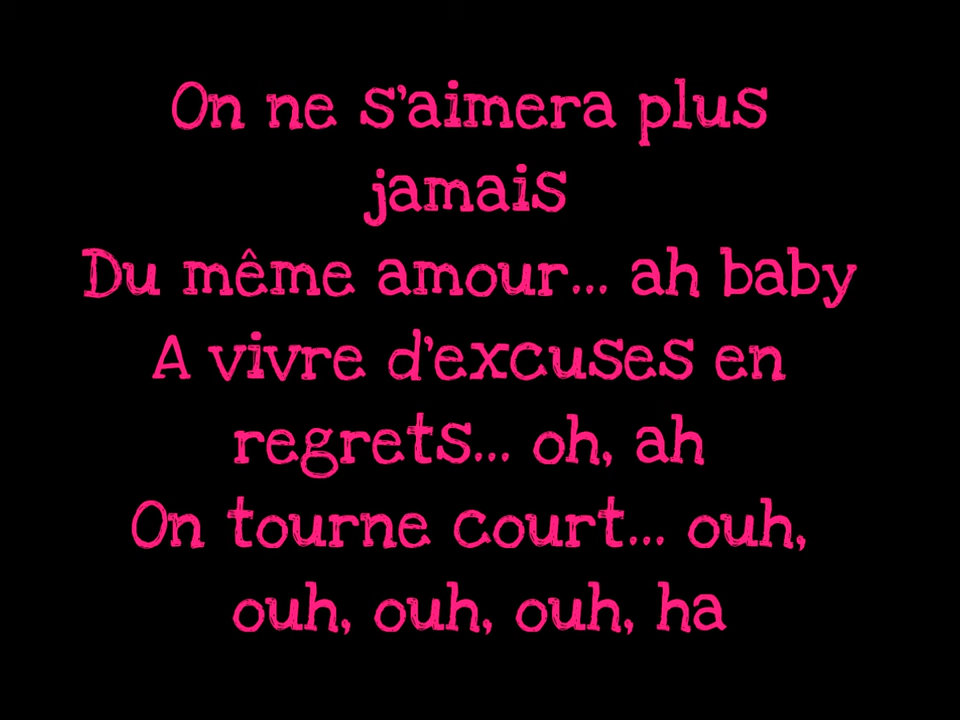 On ne s'aimera plus
jamais
Du même amour... ah baby
A vivre d'excuses en
regrets... oh, ah
On tourne court... ouh,
ouh, ouh, ouh, ha